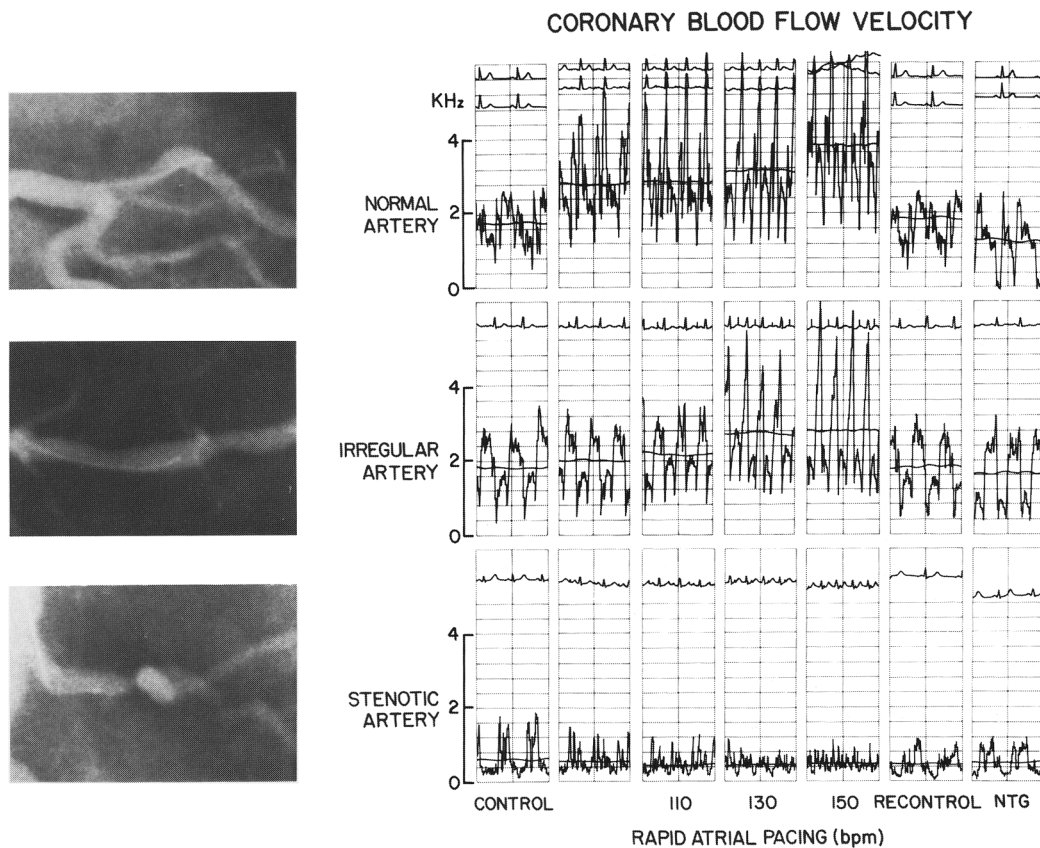 CORONARY BLOOD FLOW VELOCITY
KHz
4
2
0
NORMAL
ARTERY
4
2
0
IRREGULAR
ARTERY
4
2
0
STENOTIC
ARTERY
CONTROL 110 130 150 RECONTROL NTG
RAPID ATRIAL PACING (bpm)